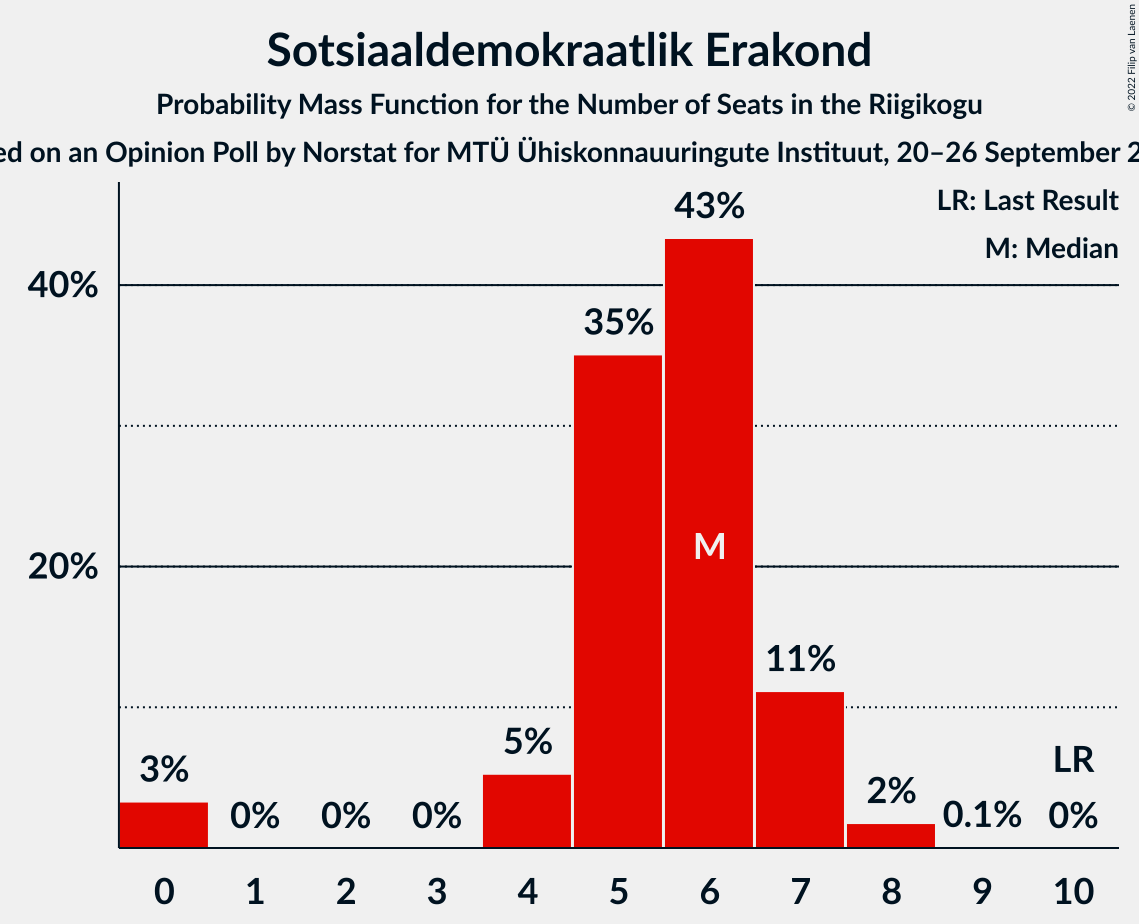 © 2022 Filip van Laenen
Sotsiaaldemokraatlik Erakond
Probability Mass Function for the Number of Seats in the Riigikogu
on an Opinion Poll by Norstat for MTÜ Ühiskonnauuringute Instituut, 20–26 September
LR: Last Result
M: Median
43%
40%
35%
M
20%
11%
5%
3%
LR
2%
0%
0%
0%
0.1%
0%
0 1 2 3 4 5 6 7 8 9 10